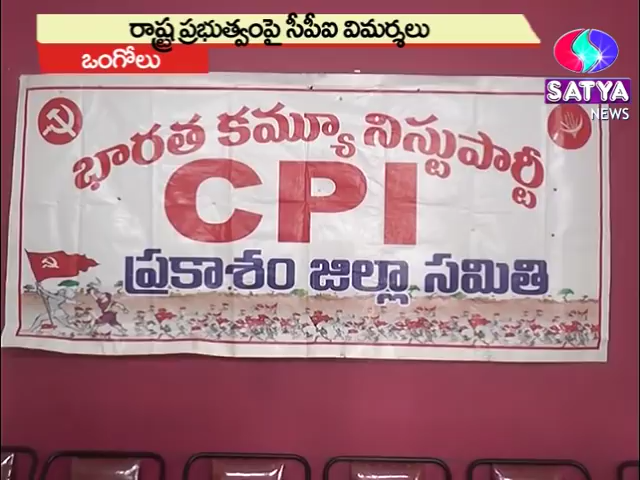 రాష్ట్ర ప్రభుత్వంపై సీపీఐ విమర్శలు
ఒంగోలు
SATYA
NEWS
భారత కమ్యూనిస్టుపార్టీ
CPI
ప్రకాశం జిల్లా సమితి